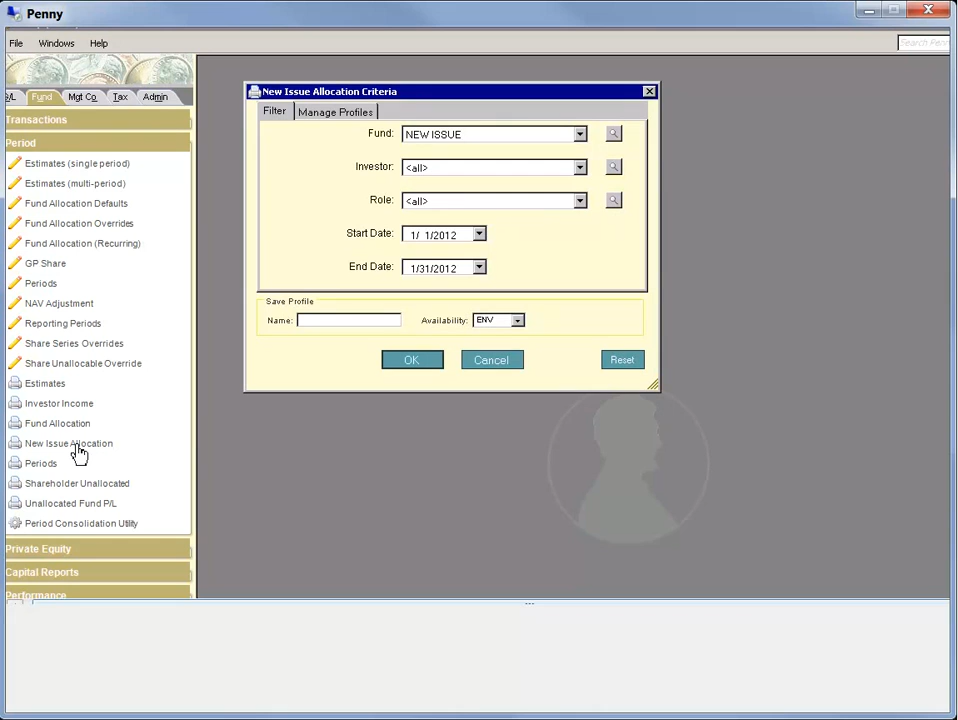 Penny
File Windows Help
Search Penn
G/L Fund Mgt Co Tax Admin
Transactions
Period
Estimates (single period)
Estimates (multi-period)
Fund Allocation Defaults
Fund Allocation Overrides
Fund Allocation (Recurring)
GP Share
Periods
NAV Adjustment
Reporting Periods
Share Series Overrides
Share Unallocable Override
Estimates
Investor Income
Fund Allocation
New Issue Allocation
Periods
Shareholder Unallocated
Unallocated Fund P/L
Period Consolidation Utility
Private Equity
Capital Reports
Performance
New Issue Allocation Criteria
Filter Manage Profiles
Fund: NEW ISSUE
Investor: <all>
Role: <all>
Start Date: 1/ 1/2012
End Date: 1/31/2012
Save Profile
Name: Availability: ENV
OK Cancel Reset